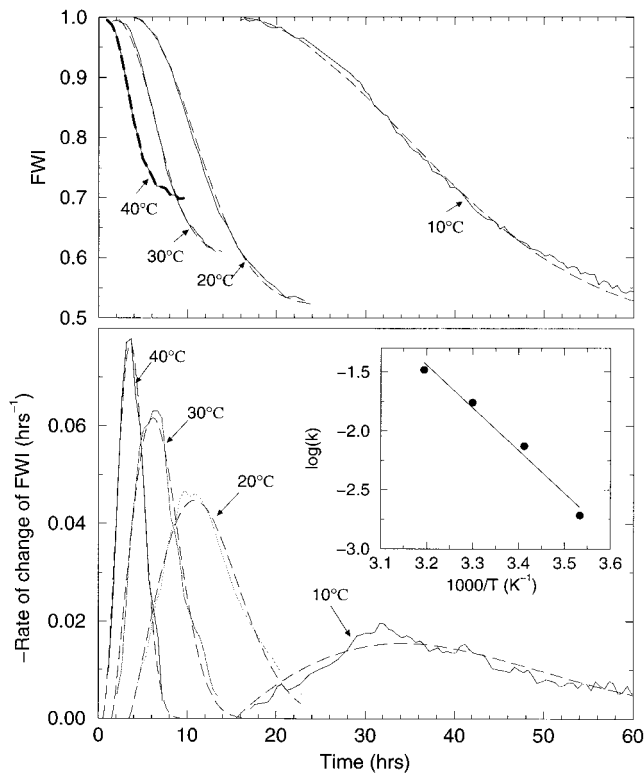 1.0
0.9
0.8
0.7
0.6
0.5
FWI
40°C
30°C
20°C
10°C
0.06
0.04
0.02
0.00
−Rate of change of FWI (hrs⁻¹)
40°C
30°C
20°C
10°C
−1.5
−2.0
−2.5
−3.0
log(k)
3.1 3.2 3.3 3.4 3.5 3.6
1000/T (K⁻¹)
0 10 20 30 40 50 60
Time (hrs)